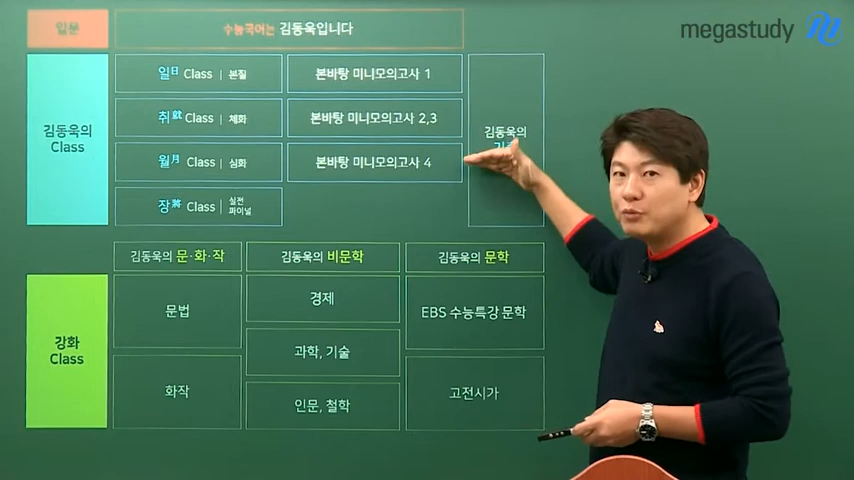 megastudy
입문
수능국어는 김동욱입니다
김동욱의
Class
일日 Class | 본질
본바탕 미니모의고사 1
취就 Class | 체화
본바탕 미니모의고사 2,3
월月 Class | 심화
본바탕 미니모의고사 4
장將 Class | 실전
파이널
김동욱의
강화
Class
김동욱의 문·화·작
문법
화작
김동욱의 비문학
경제
과학, 기술
인문, 철학
김동욱의 문학
EBS 수능특강 문학
고전시가